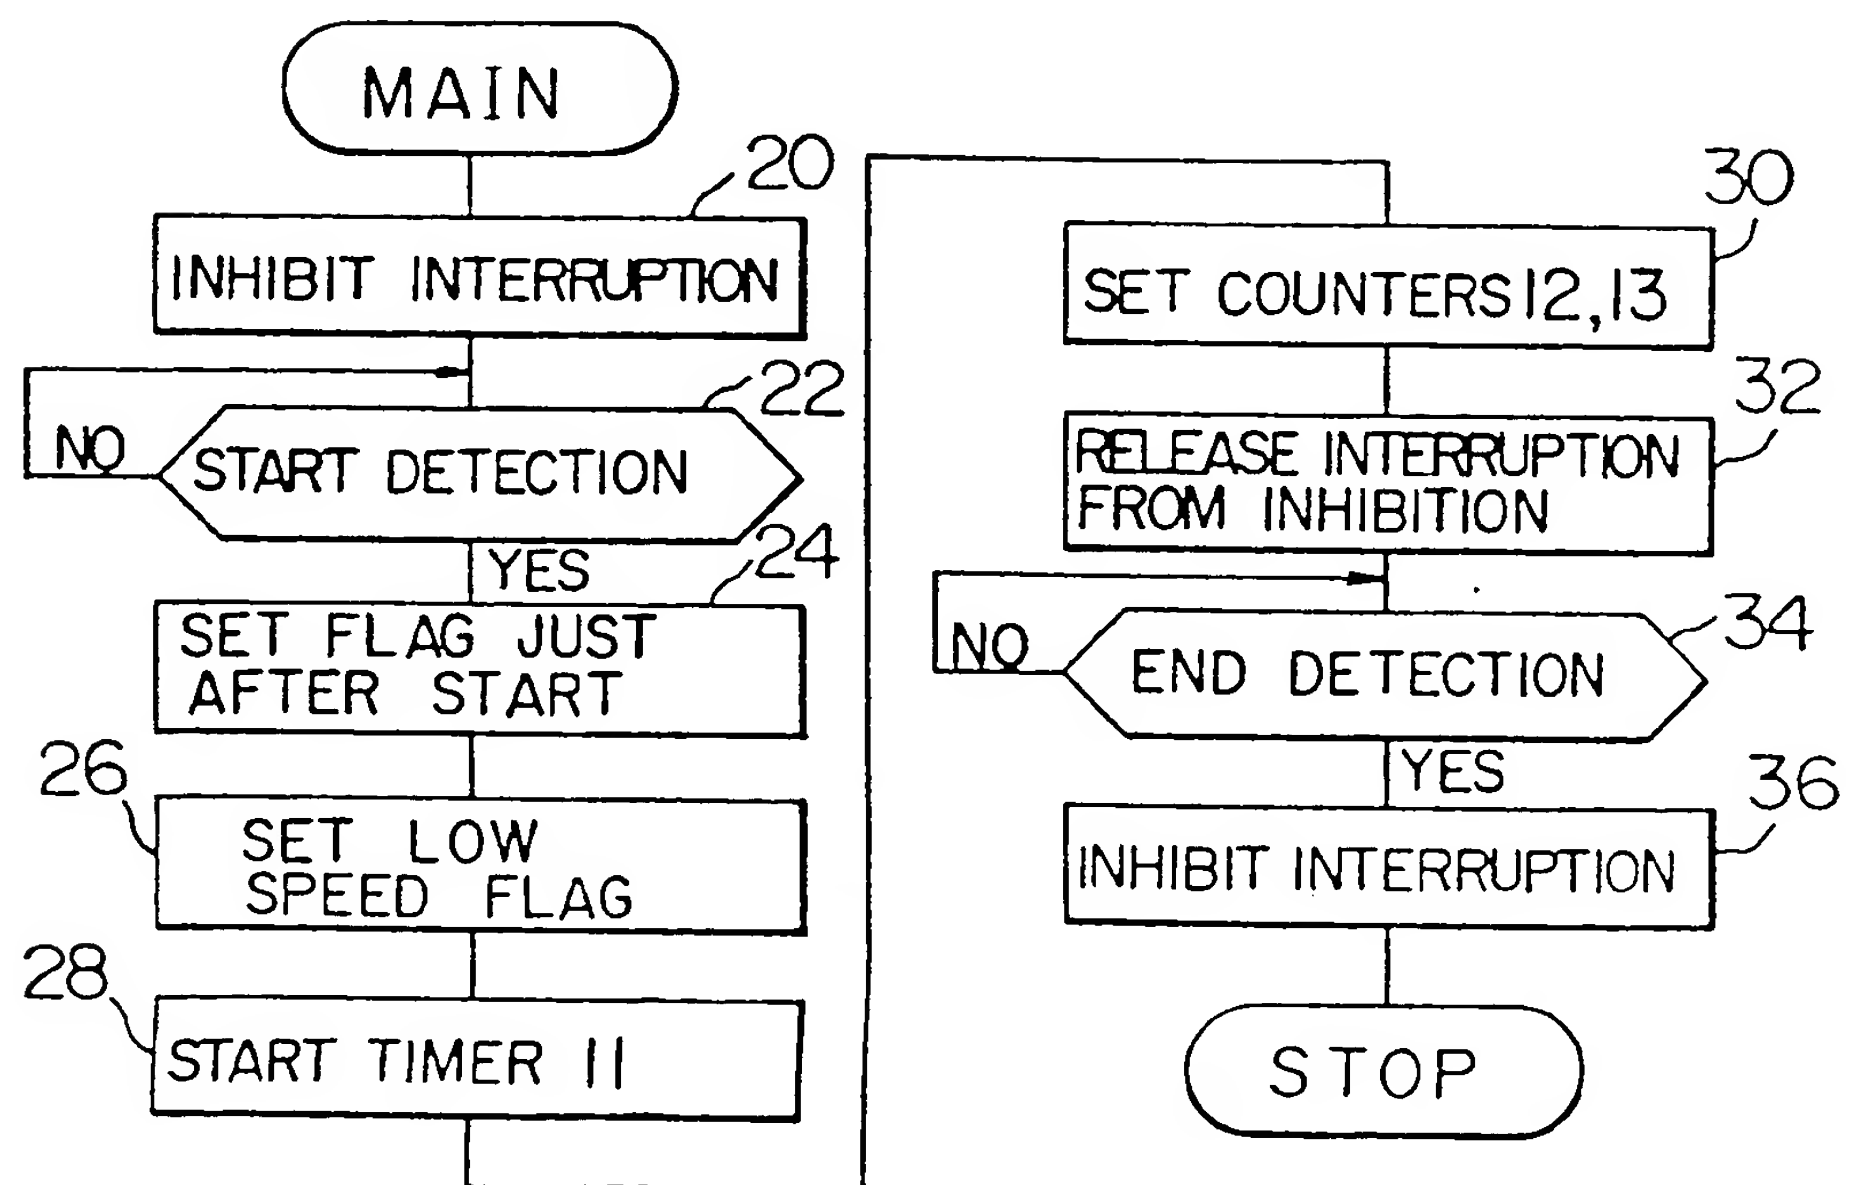 MAIN
20
INHIBIT INTERRUPTION
22
NO
START DETECTION
YES
24
SET FLAG JUST
AFTER START
26
SET LOW
SPEED FLAG
28
START TIMER 11
30
SET COUNTERS 12, 13
32
RELEASE INTERRUPTION
FROM INHIBITION
34
NO
END DETECTION
YES
36
INHIBIT INTERRUPTION
STOP